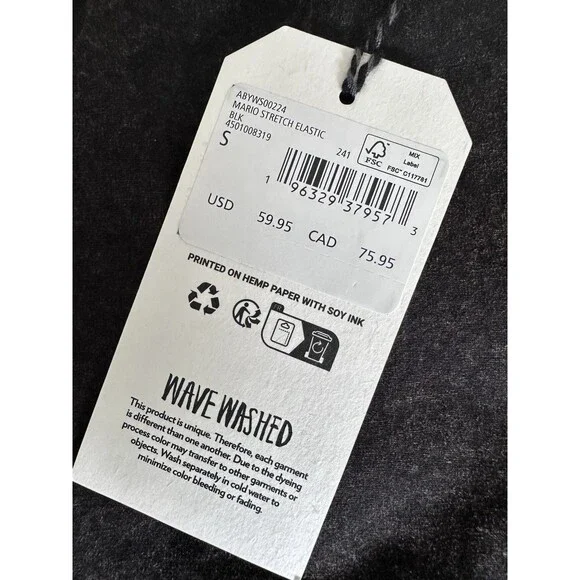 ABYWS00224
MARIO STRETCH ELASTIC
BLK
4501008319
S
241
FSC
MIX
Label
FSC™ C117781
1 96329 37957 3
USD 59.95 CAD 75.95
PRINTED ON HEMP PAPER WITH SOY INK
WAVE WASHED
This product is unique. Therefore, each garment
is different than one another. Due to the dyeing
process color may transfer to other garments or
objects. Wash separately in cold water to
minimize color bleeding or fading.